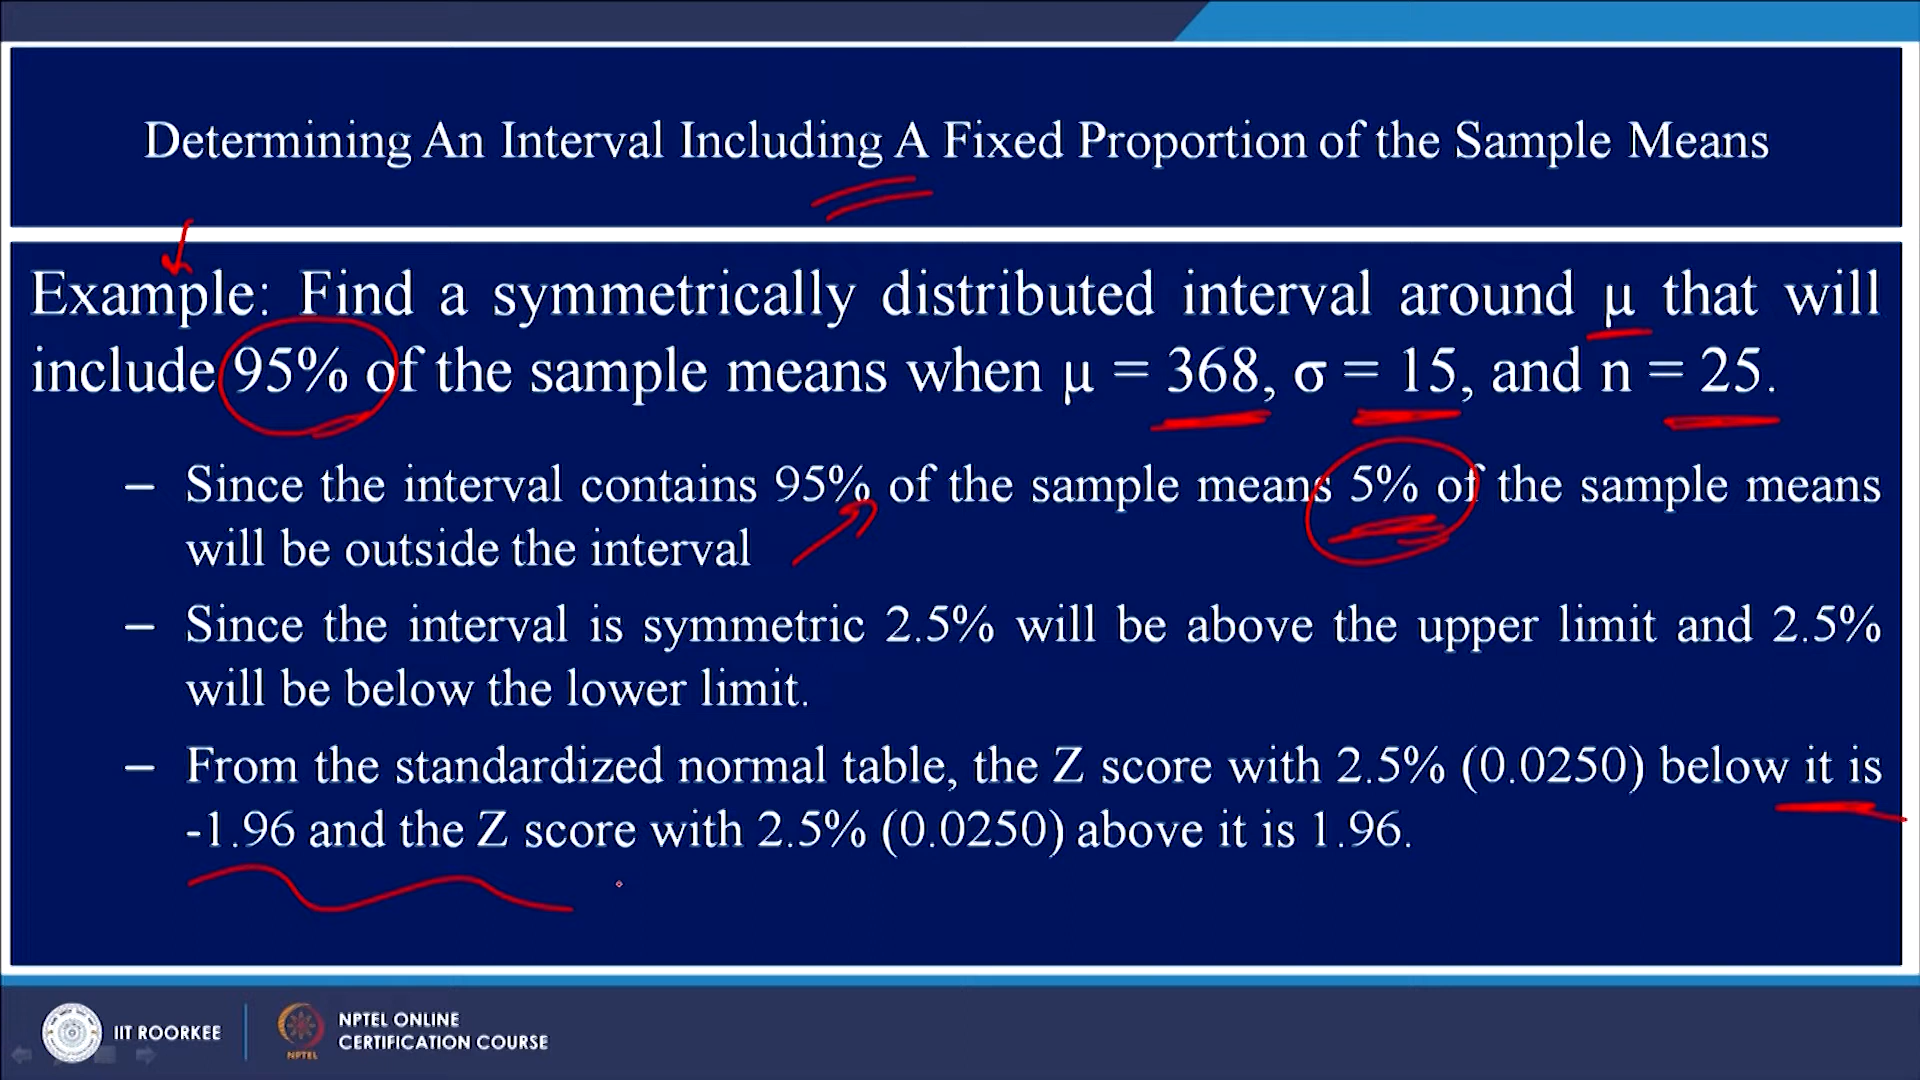 Determining An Interval Including A Fixed Proportion of the Sample Means
Example: Find a symmetrically distributed interval around μ that will
include 95% of the sample means when μ = 368, σ = 15, and n = 25.
– Since the interval contains 95% of the sample means 5% of the sample means
will be outside the interval
– Since the interval is symmetric 2.5% will be above the upper limit and 2.5%
will be below the lower limit.
– From the standardized normal table, the Z score with 2.5% (0.0250) below it is
-1.96 and the Z score with 2.5% (0.0250) above it is 1.96.
IIT ROORKEE
NPTEL
NPTEL ONLINE
CERTIFICATION COURSE